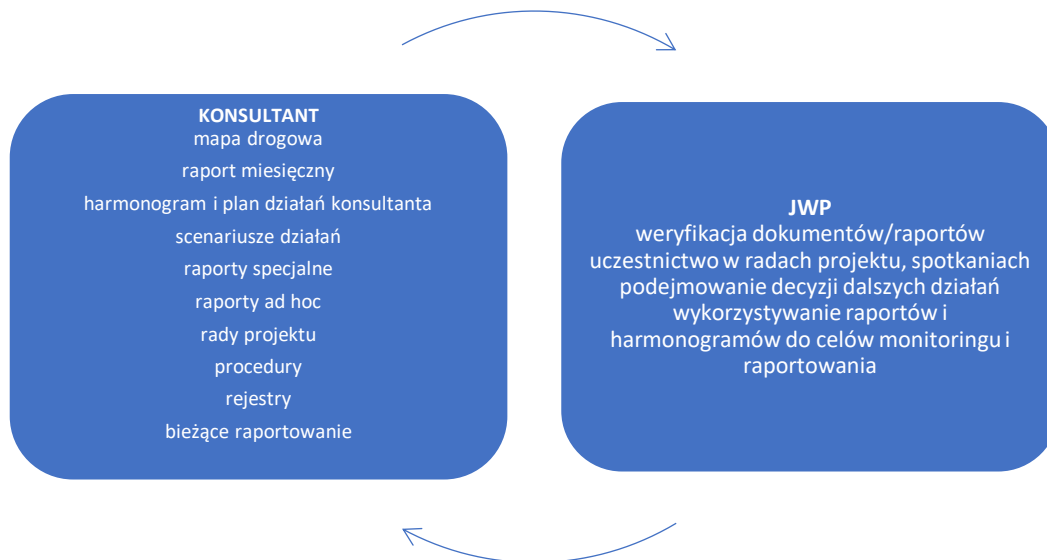 KONSULTANT
mapa drogowa
raport miesięczny
harmonogram i plan działań konsultanta
scenariusze działań
raporty specjalne
raporty ad hoc
rady projektu
procedury
rejestry
bieżące raportowanie
JWP
weryfikacja dokumentów/raportów
uczestnictwo w radach projektu, spotkaniach
podejmowanie decyzji dalszych działań
wykorzystywanie raportów i
harmonogramów do celów monitoringu i
raportowania